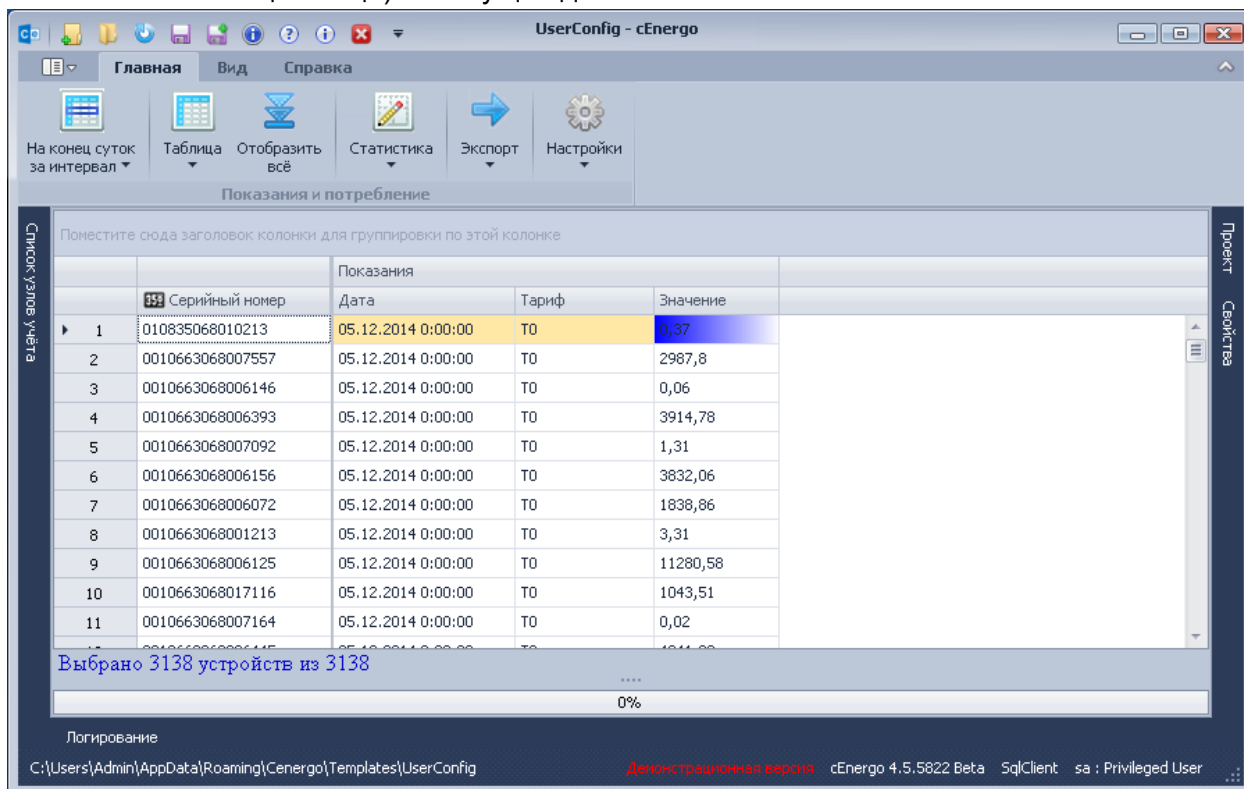 UserConfig - cEnergo
Главная Вид Справка
На конец суток за интервал
Таблица
Отобразить всё
Статистика
Экспорт
Настройки
Показания и потребление
Список узлов учёта
Проект
Свойства
Поместите сюда заголовок колонки для группировки по этой колонке
Показания
Серийный номер Дата Тариф Значение
1 010835068010213 05.12.2014 0:00:00 T0 0,37
2 0010663068007557 05.12.2014 0:00:00 T0 2987,8
3 0010663068006146 05.12.2014 0:00:00 T0 0,06
4 0010663068006393 05.12.2014 0:00:00 T0 3914,78
5 0010663068007092 05.12.2014 0:00:00 T0 1,31
6 0010663068006156 05.12.2014 0:00:00 T0 3832,06
7 0010663068006072 05.12.2014 0:00:00 T0 1838,86
8 0010663068001213 05.12.2014 0:00:00 T0 3,31
9 0010663068006125 05.12.2014 0:00:00 T0 11280,58
10 0010663068017116 05.12.2014 0:00:00 T0 1043,51
11 0010663068007164 05.12.2014 0:00:00 T0 0,02
Выбрано 3138 устройств из 3138
0%
Логирование
C:\Users\Admin\AppData\Roaming\Cenergo\Templates\UserConfig Демонстрационная версия cEnergo 4.5.5822 Beta SqlClient sa : Privileged User